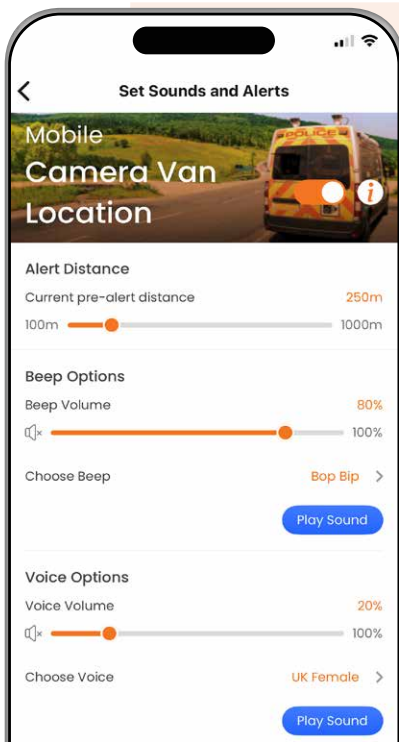 Set Sounds and Alerts
Mobile
Camera Van
Location
POLICE
i
Alert Distance
Current pre-alert distance 250m
100m 1000m
Beep Options
Beep Volume 80%
100%
Choose Beep Bop Bip >
Play Sound
Voice Options
Voice Volume 20%
100%
Choose Voice UK Female >
Play Sound